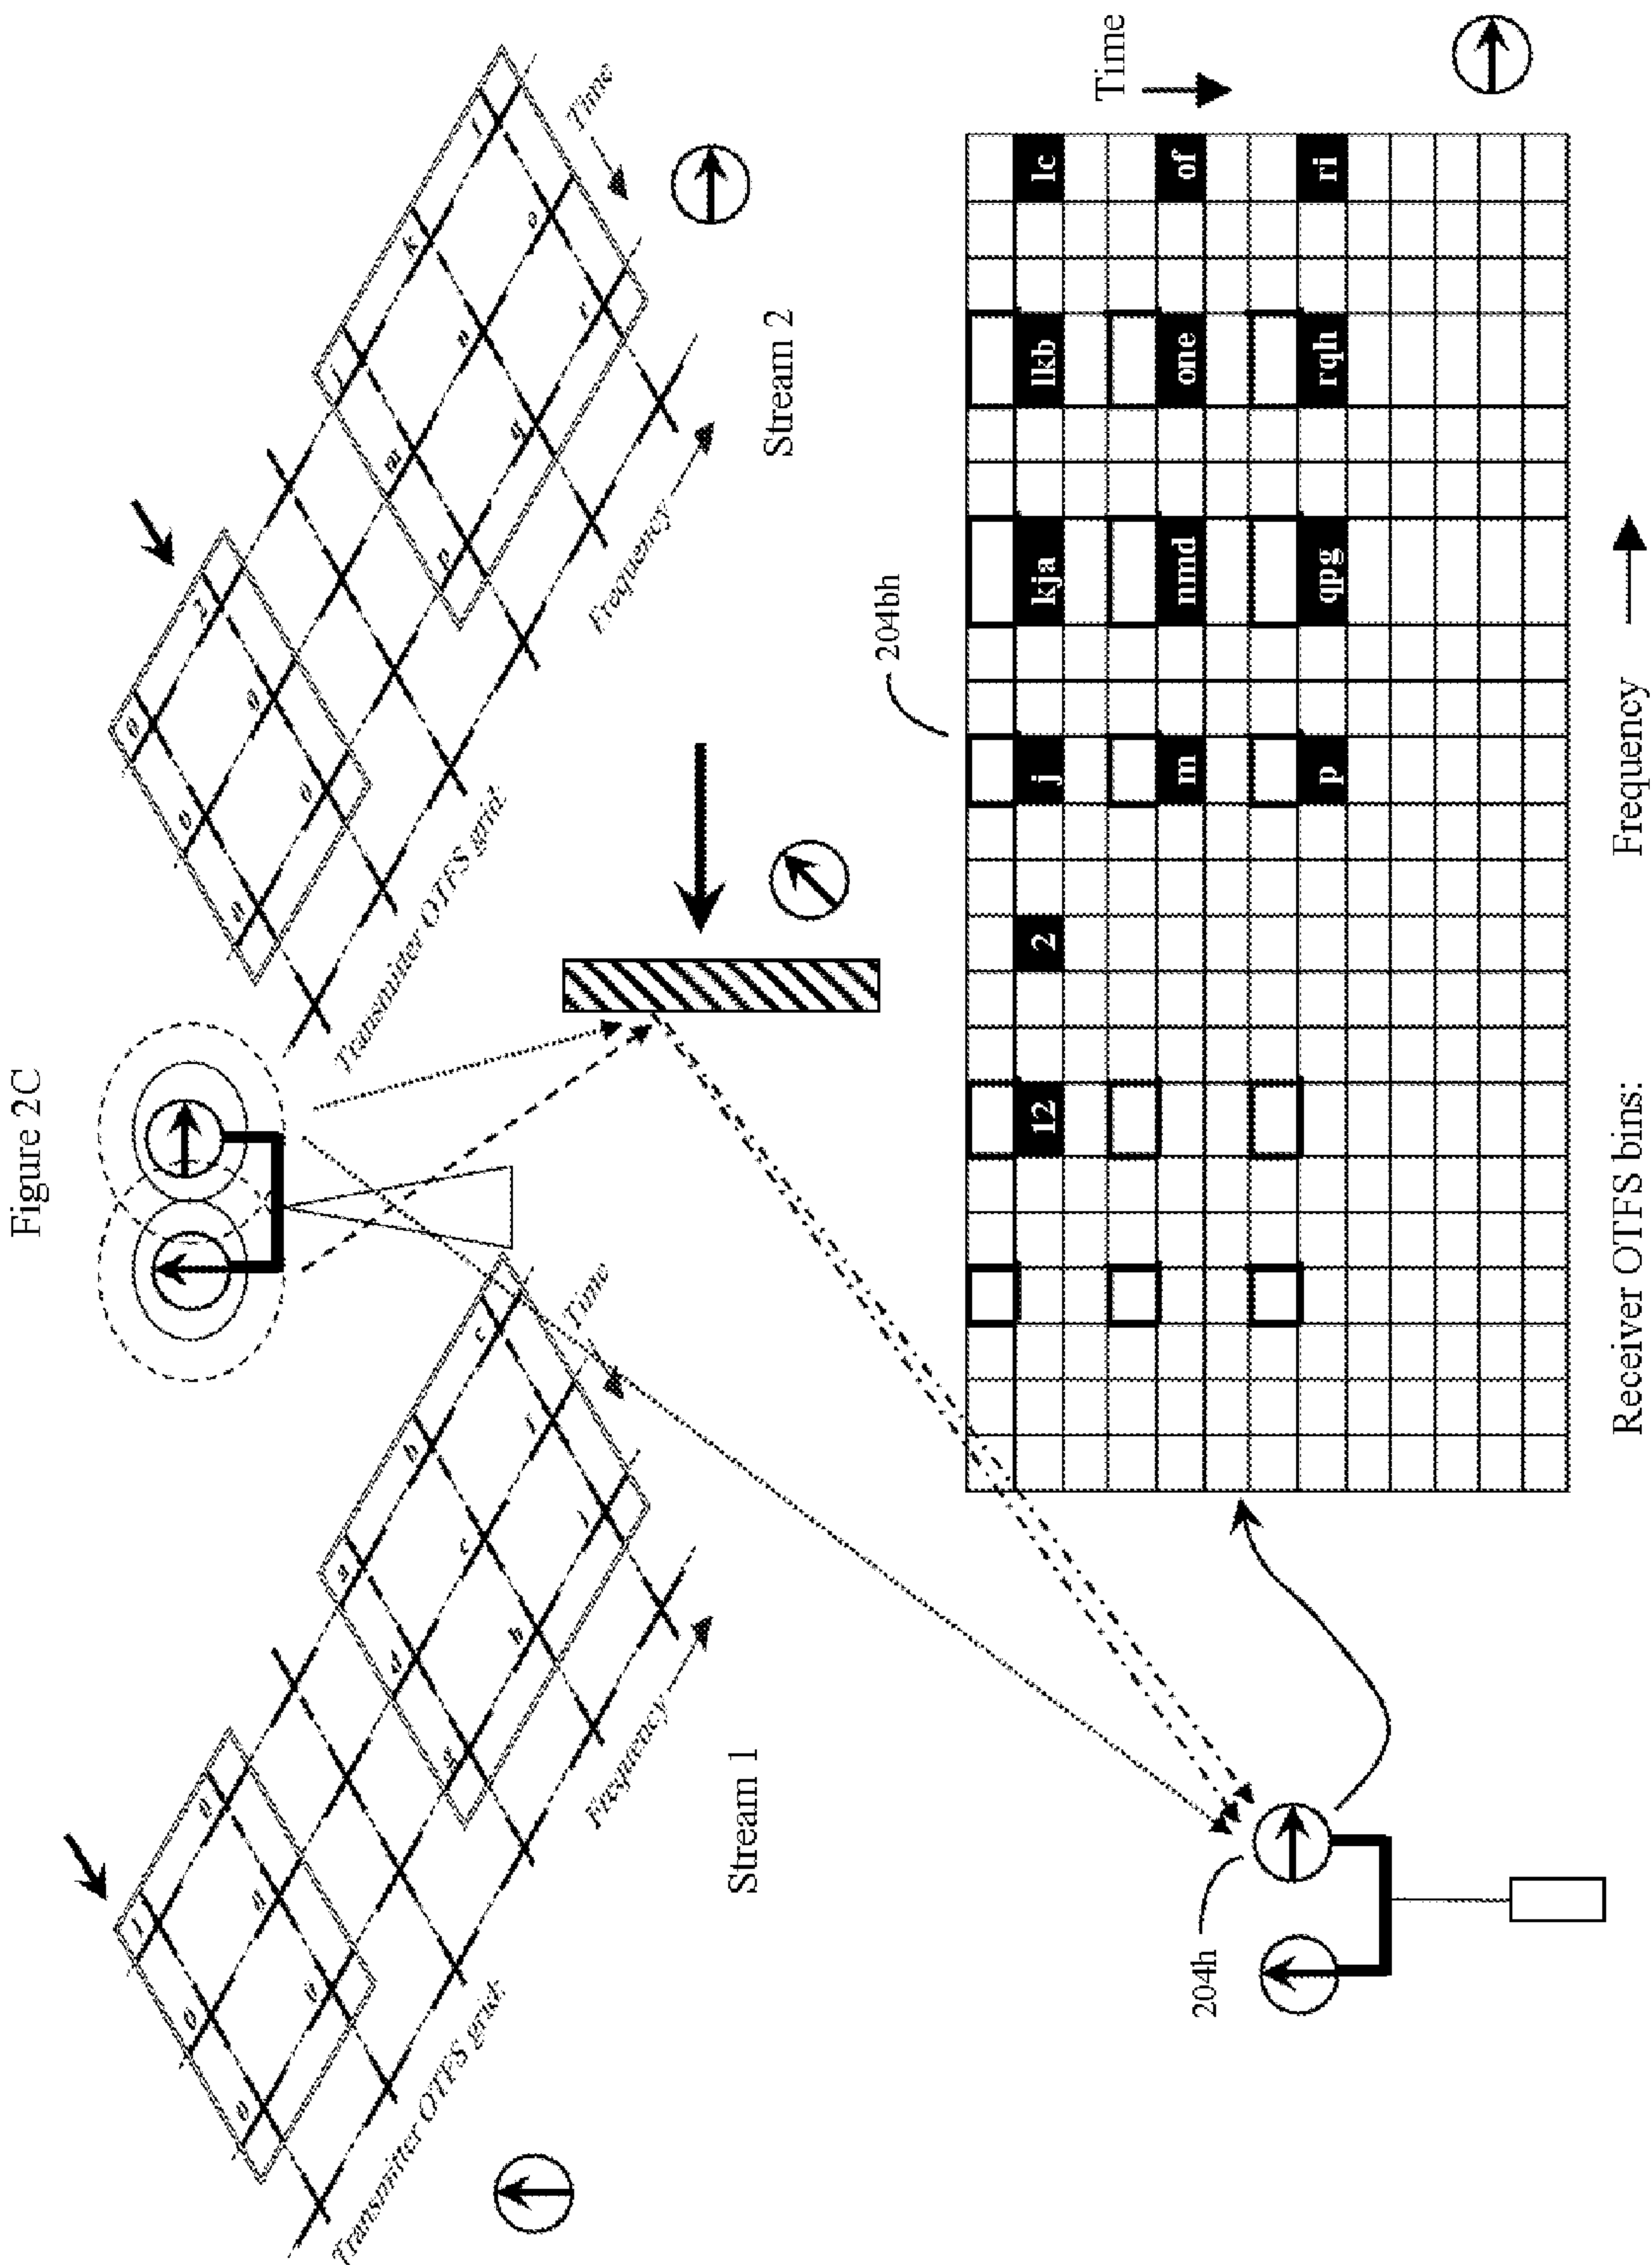 Figure 2C
Transmitter OTFS grid:
Frequency
Time
a
b
c
d
e
f
g
h
Stream 1
Transmitter OTFS grid:
Frequency
Time
j
k
l
m
n
o
p
q
Stream 2
204h
204bh
Time
12 2 j kja lkb lc
m nmd one of
p qpg rqh ri
Receiver OTFS bins:
Frequency